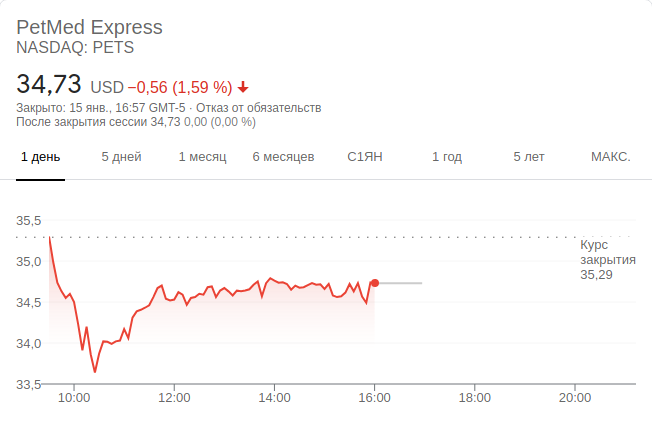 PetMed Express
NASDAQ: PETS
34,73 USD −0,56 (1,59 %)
Закрыто: 15 янв., 16:57 GMT-5 · Отказ от обязательств
После закрытия сессии 34,73 0,00 (0,00 %)
1 день 5 дней 1 месяц 6 месяцев С1ЯН 1 год 5 лет МАКС.
35,5
Курс
закрытия
35,29
35,0
34,5
34,0
33,5
10:00 12:00 14:00 16:00 18:00 20:00